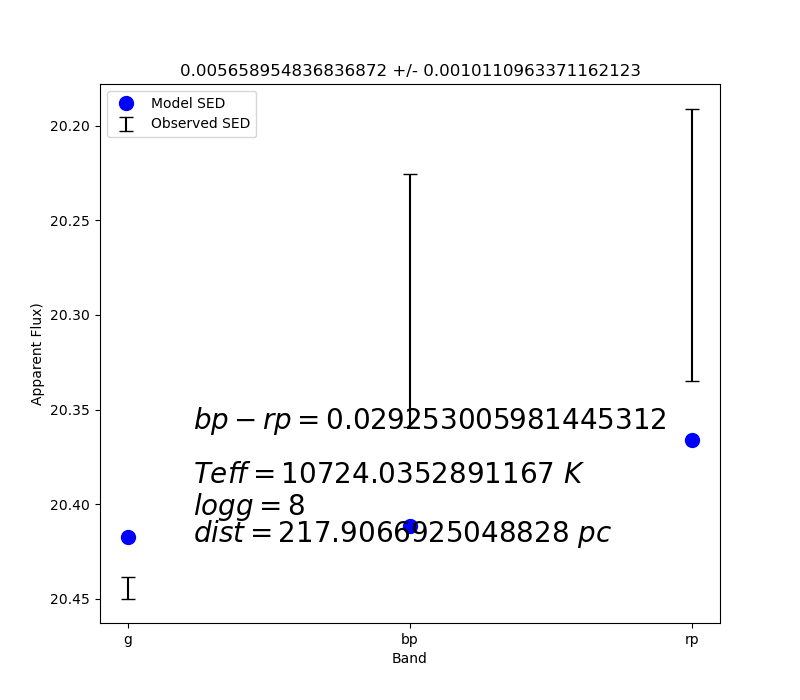 0.005658954836836872 +/- 0.0010110963371162123
Model SED
Observed SED
20.20
20.25
20.30
20.35
20.40
20.45
Apparent Flux)
bp − rp = 0.029253005981445312
Teff = 10724.0352891167 K
logg = 8
dist = 217.9066925048828 pc
g
bp
rp
Band